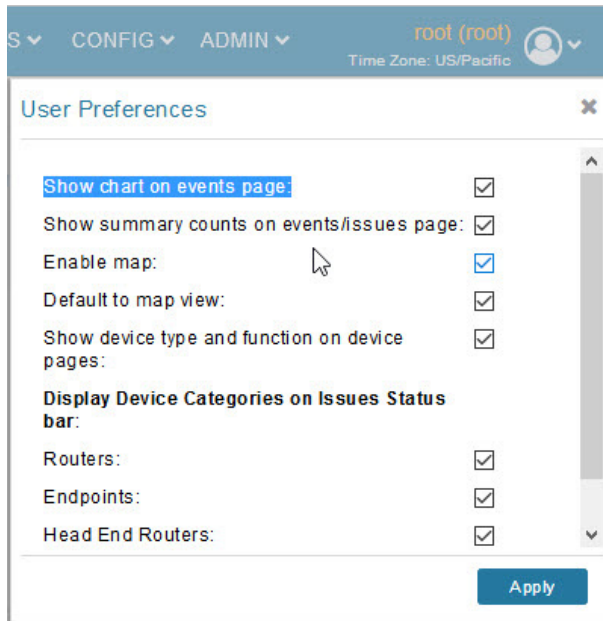 S CONFIG ADMIN root (root)
Time Zone: US/Pacific
User Preferences
Show chart on events page:
Show summary counts on events/issues page:
Enable map:
Default to map view:
Show device type and function on device
pages:
Display Device Categories on Issues Status
bar:
Routers:
Endpoints:
Head End Routers:
Apply